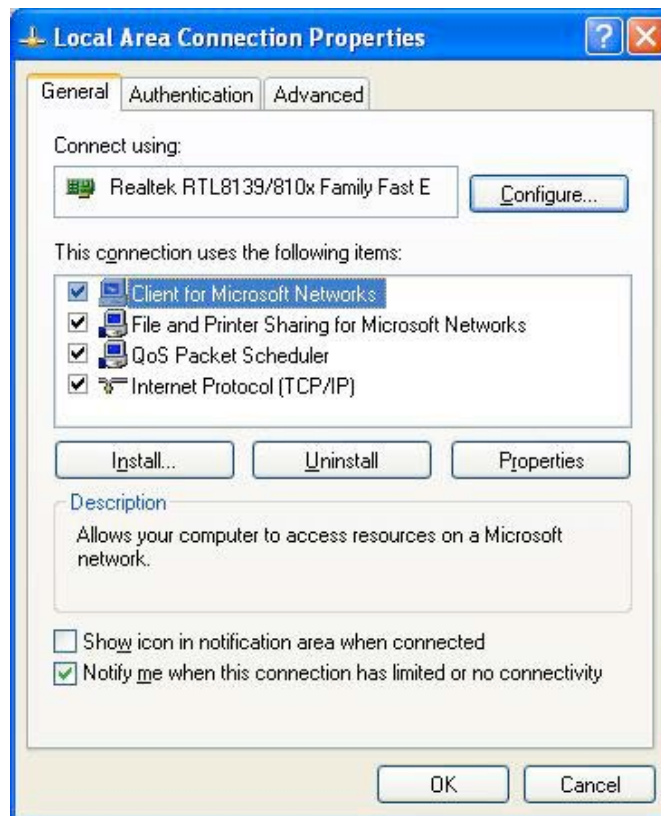 Local Area Connection Properties
General Authentication Advanced
Connect using:
Realtek RTL8139/810x Family Fast E
Configure...
This connection uses the following items:
Client for Microsoft Networks
File and Printer Sharing for Microsoft Networks
QoS Packet Scheduler
Internet Protocol (TCP/IP)
Install... Uninstall Properties
Description
Allows your computer to access resources on a Microsoft
network.
Show icon in notification area when connected
Notify me when this connection has limited or no connectivity
OK Cancel